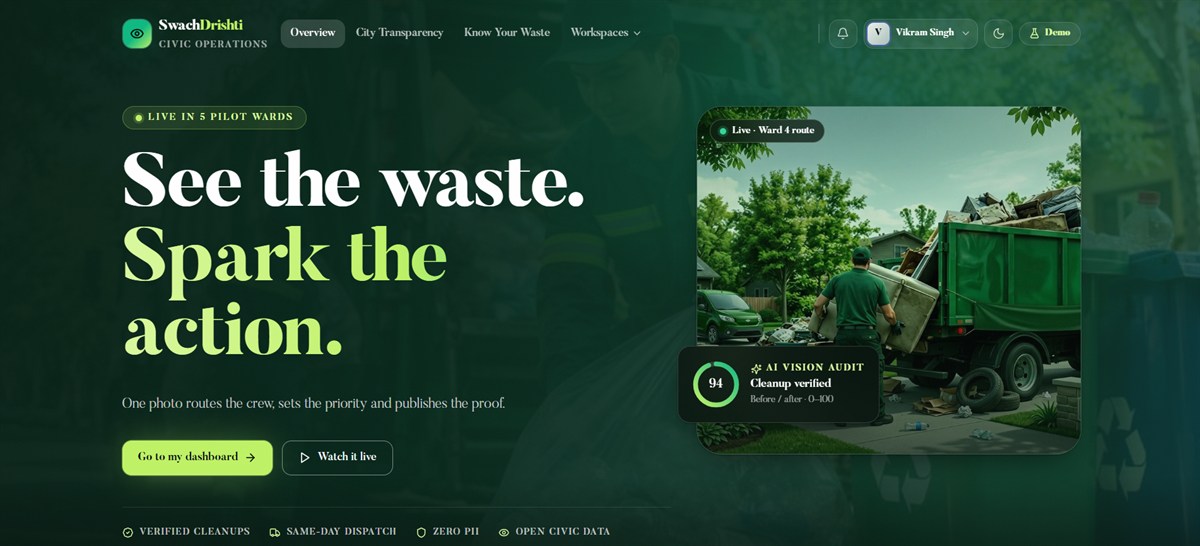 SwachDrishti
CIVIC OPERATIONS
Overview
City Transparency
Know Your Waste
Workspaces
V
Vikram Singh
Demo
LIVE IN 5 PILOT WARDS
See the waste.
Spark the
action.
One photo routes the crew, sets the priority and publishes the proof.
Go to my dashboard
Watch it live
VERIFIED CLEANUPS
SAME-DAY DISPATCH
ZERO PII
OPEN CIVIC DATA
Live · Ward 4 route
94
AI VISION AUDIT
Cleanup verified
Before / after · 0–100